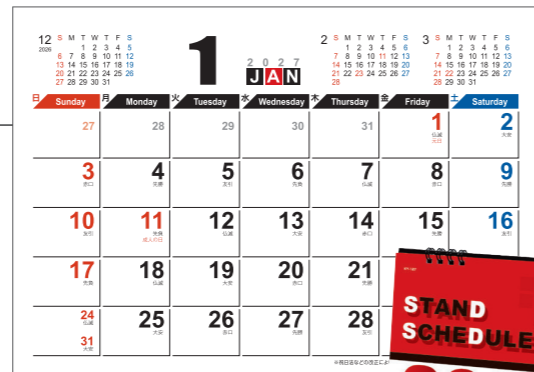 12
2026
S M T W T F S
1 2 3 4 5
6 7 8 9 10 11 12
13 14 15 16 17 18 19
20 21 22 23 24 25 26
27 28 29 30 31
1
2027
JAN
2
S M T W T F S
1 2 3 4 5 6
7 8 9 10 11 12 13
14 15 16 17 18 19 20
21 22 23 24 25 26 27
28
3
S M T W T F S
1 2 3 4 5 6
7 8 9 10 11 12 13
14 15 16 17 18 19 20
21 22 23 24 25 26 27
28 29 30 31
日 Sunday 月 Monday 火 Tuesday 水 Wednesday 木 Thursday 金 Friday 土 Saturday
27 28 29 30 31 1 2
仏滅 大安
元日
3 4 5 6 7 8 9
赤口 先勝 友引 先負 仏滅 赤口 先勝
10 11 12 13 14 15 16
友引 先負 仏滅 大安 赤口 先勝 友引
成人の日
17 18 19 20 21
先負 仏滅 大安 赤口 先勝
24 25 26 27 28
仏滅 大安 赤口 先勝 友引
31
大安
STAND
SCHEDULE